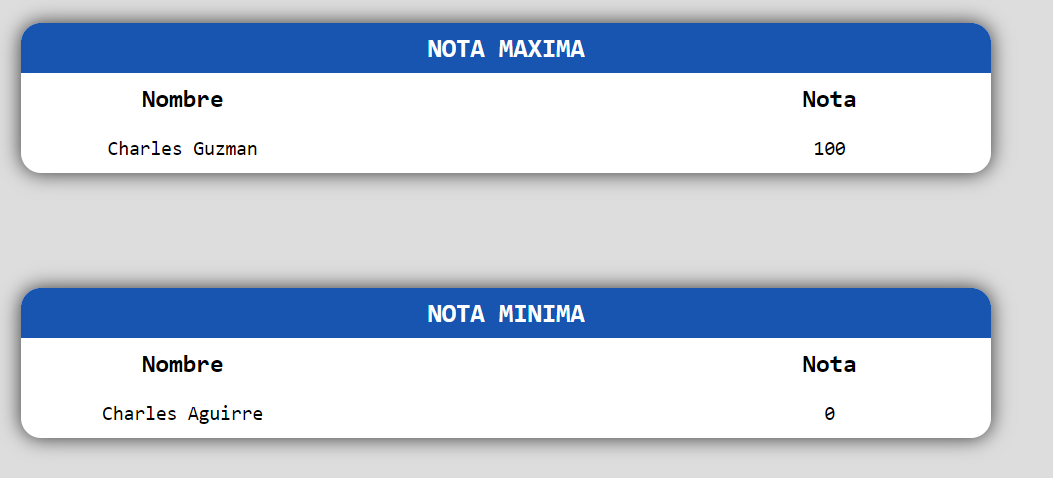 NOTA MAXIMA
Nombre Nota
Charles Guzman 100
NOTA MINIMA
Nombre Nota
Charles Aguirre 0